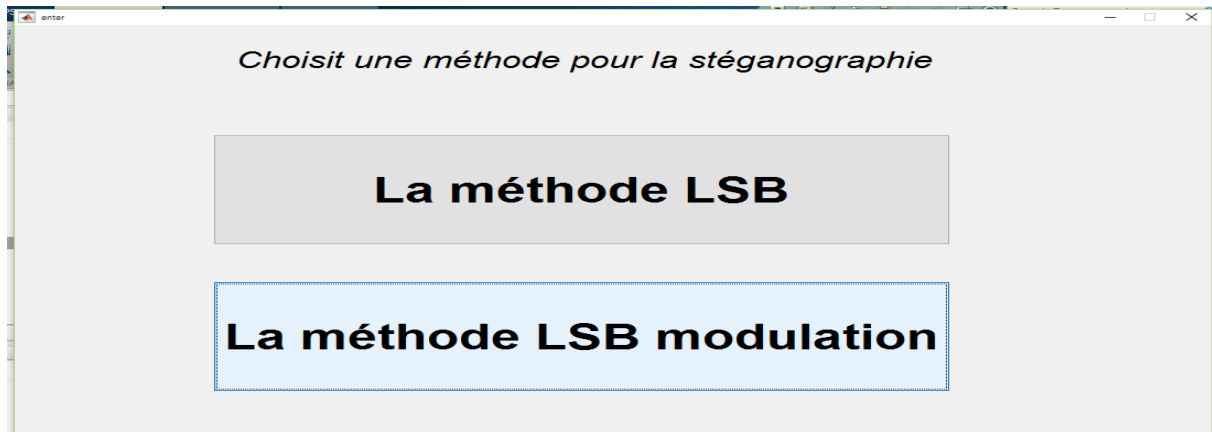 enter
Choisit une méthode pour la stéganographie
La méthode LSB
La méthode LSB modulation